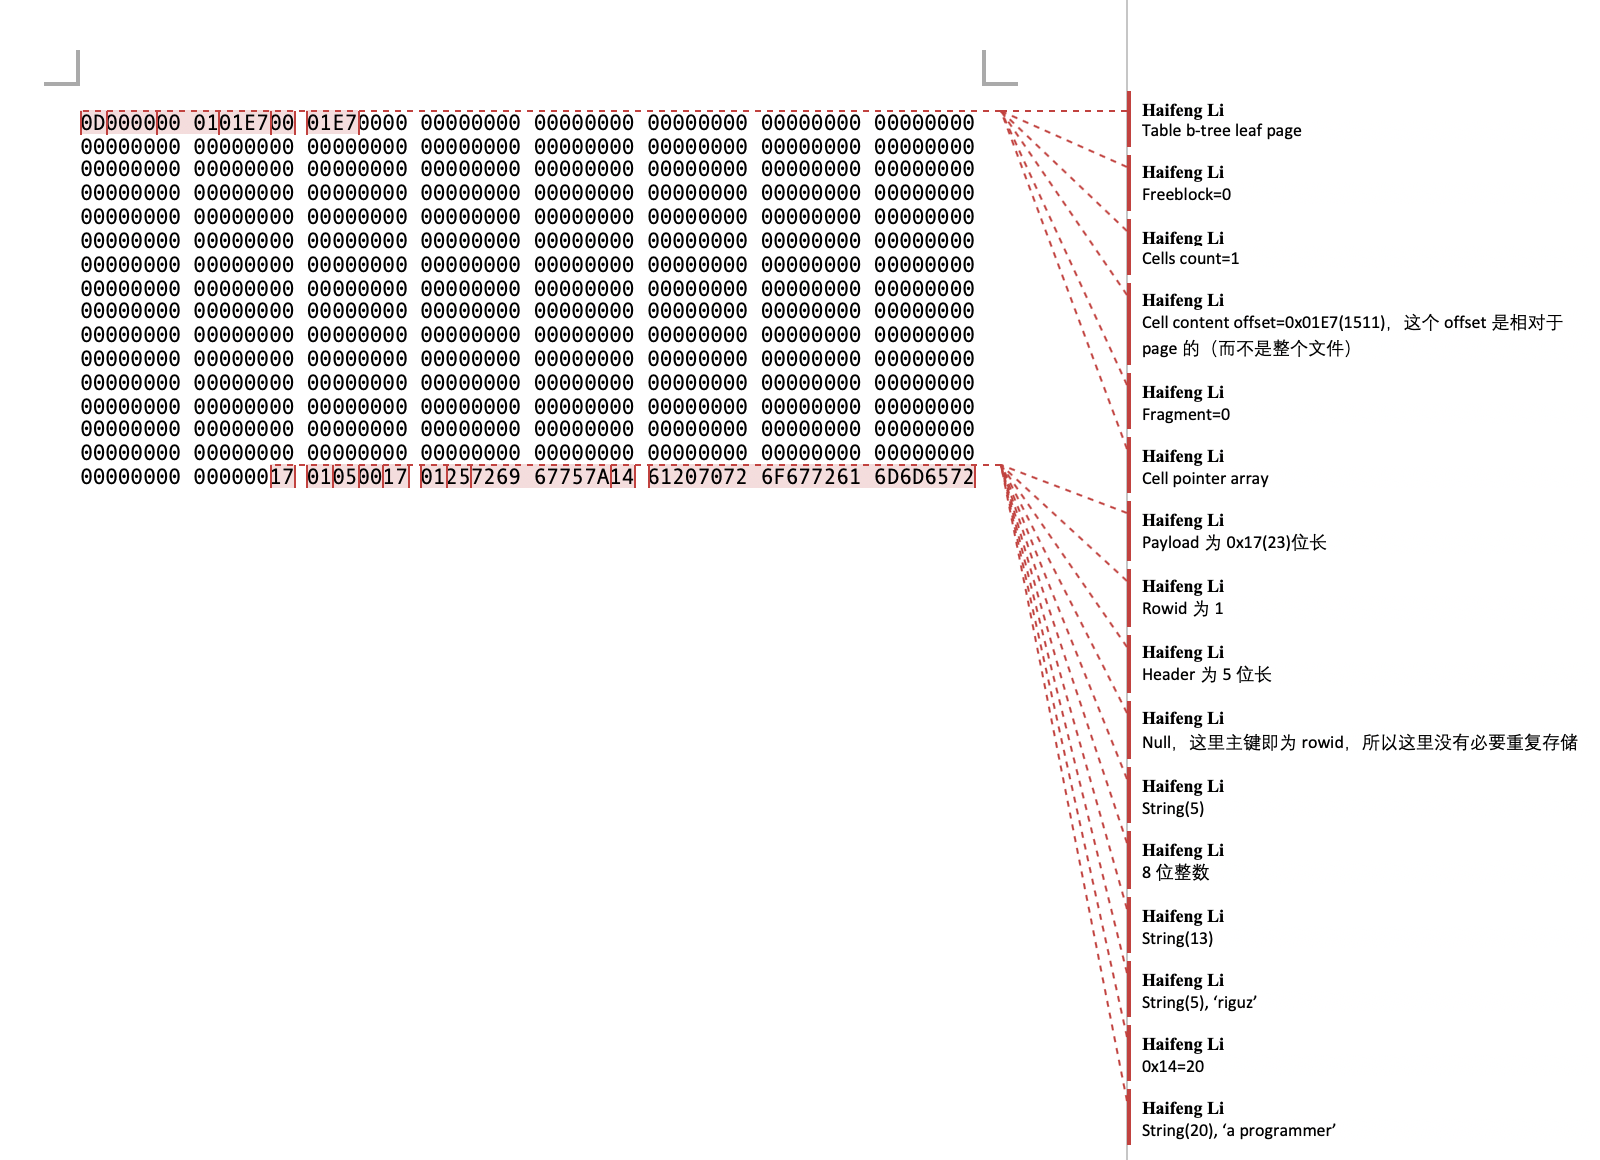 0D000000 0101E700 01E70000 00000000 00000000 00000000 00000000 00000000
00000000 00000000 00000000 00000000 00000000 00000000 00000000 00000000
00000000 00000000 00000000 00000000 00000000 00000000 00000000 00000000
00000000 00000000 00000000 00000000 00000000 00000000 00000000 00000000
00000000 00000000 00000000 00000000 00000000 00000000 00000000 00000000
00000000 00000000 00000000 00000000 00000000 00000000 00000000 00000000
00000000 00000000 00000000 00000000 00000000 00000000 00000000 00000000
00000000 00000000 00000000 00000000 00000000 00000000 00000000 00000000
00000000 00000000 00000000 00000000 00000000 00000000 00000000 00000000
00000000 00000000 00000000 00000000 00000000 00000000 00000000 00000000
00000000 00000000 00000000 00000000 00000000 00000000 00000000 00000000
00000000 00000000 00000000 00000000 00000000 00000000 00000000 00000000
00000000 00000000 00000000 00000000 00000000 00000000 00000000 00000000
00000000 00000000 00000000 00000000 00000000 00000000 00000000 00000000
00000000 00000000 00000000 00000000 00000000 00000000 00000000 00000000
00000000 00000017 01050017 01257269 67757A14 61207072 6F677261 6D6D6572
Haifeng Li
Table b-tree leaf page
Haifeng Li
Freeblock=0
Haifeng Li
Cells count=1
Haifeng Li
Cell content offset=0x01E7(1511)，这个 offset 是相对于
page 的（而不是整个文件）
Haifeng Li
Fragment=0
Haifeng Li
Cell pointer array
Haifeng Li
Payload 为 0x17(23)位长
Haifeng Li
Rowid 为 1
Haifeng Li
Header 为 5 位长
Haifeng Li
Null，这里主键即为 rowid，所以这里没有必要重复存储
Haifeng Li
String(5)
Haifeng Li
8 位整数
Haifeng Li
String(13)
Haifeng Li
String(5), ‘riguz’
Haifeng Li
0x14=20
Haifeng Li
String(20), ‘a programmer’